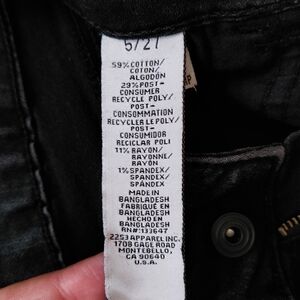 5/27
59% COTTON/
COTON/
ALGODÓN
29% POST-
CONSUMER
RECYCLE POLY/
POST-
CONSOMMATION
RECYCLER LE POLY/
POST-
CONSUMIDOR
RECICLAR POLI
11% RAYON/
RAYONNE/
RAYÓN
1% SPANDEX/
SPANDEX/
SPANDEX
MADE IN
BANGLADESH
FABRIQUÉ EN
BANGLADESH
HECHO EN
BANGLADESH
RN#133647
2253 APPAREL INC.
1708 GAGE ROAD
MONTEBELLO,
CA 90640
U.S.A.